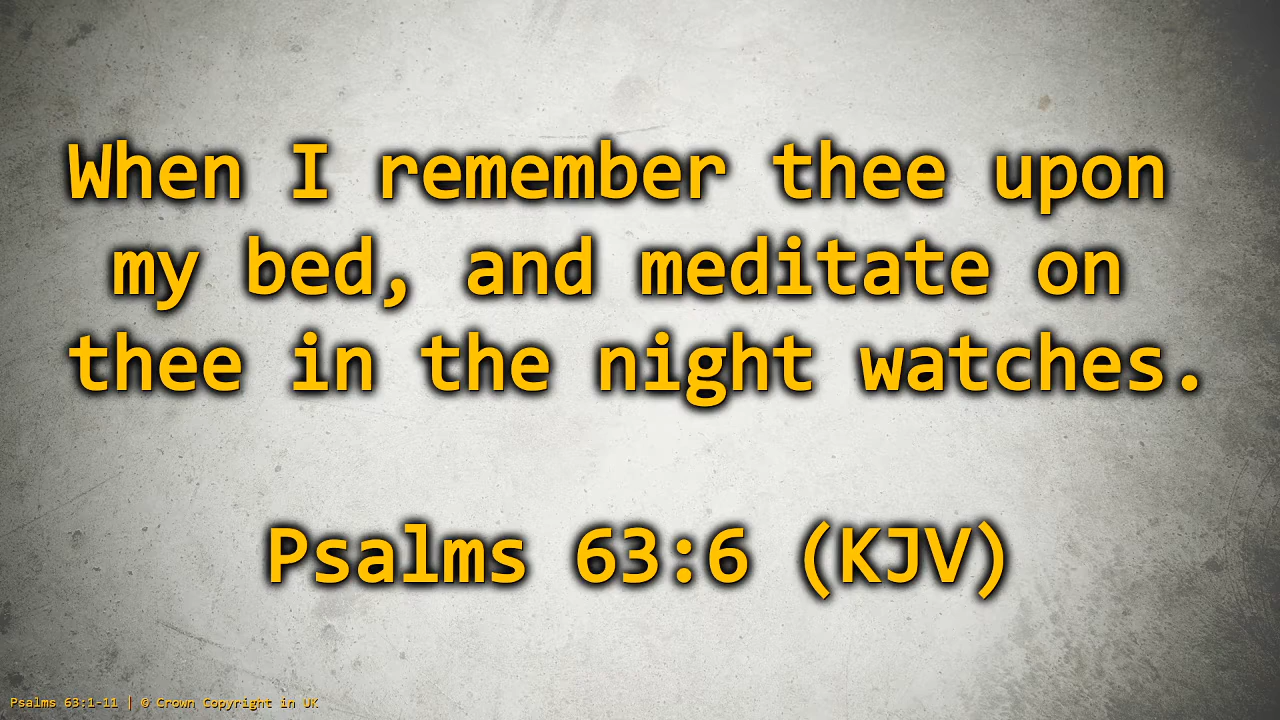 When I remember thee upon
my bed, and meditate on
thee in the night watches.
Psalms 63:6 (KJV)
Psalms 63:1-11 | © Crown Copyright in UK